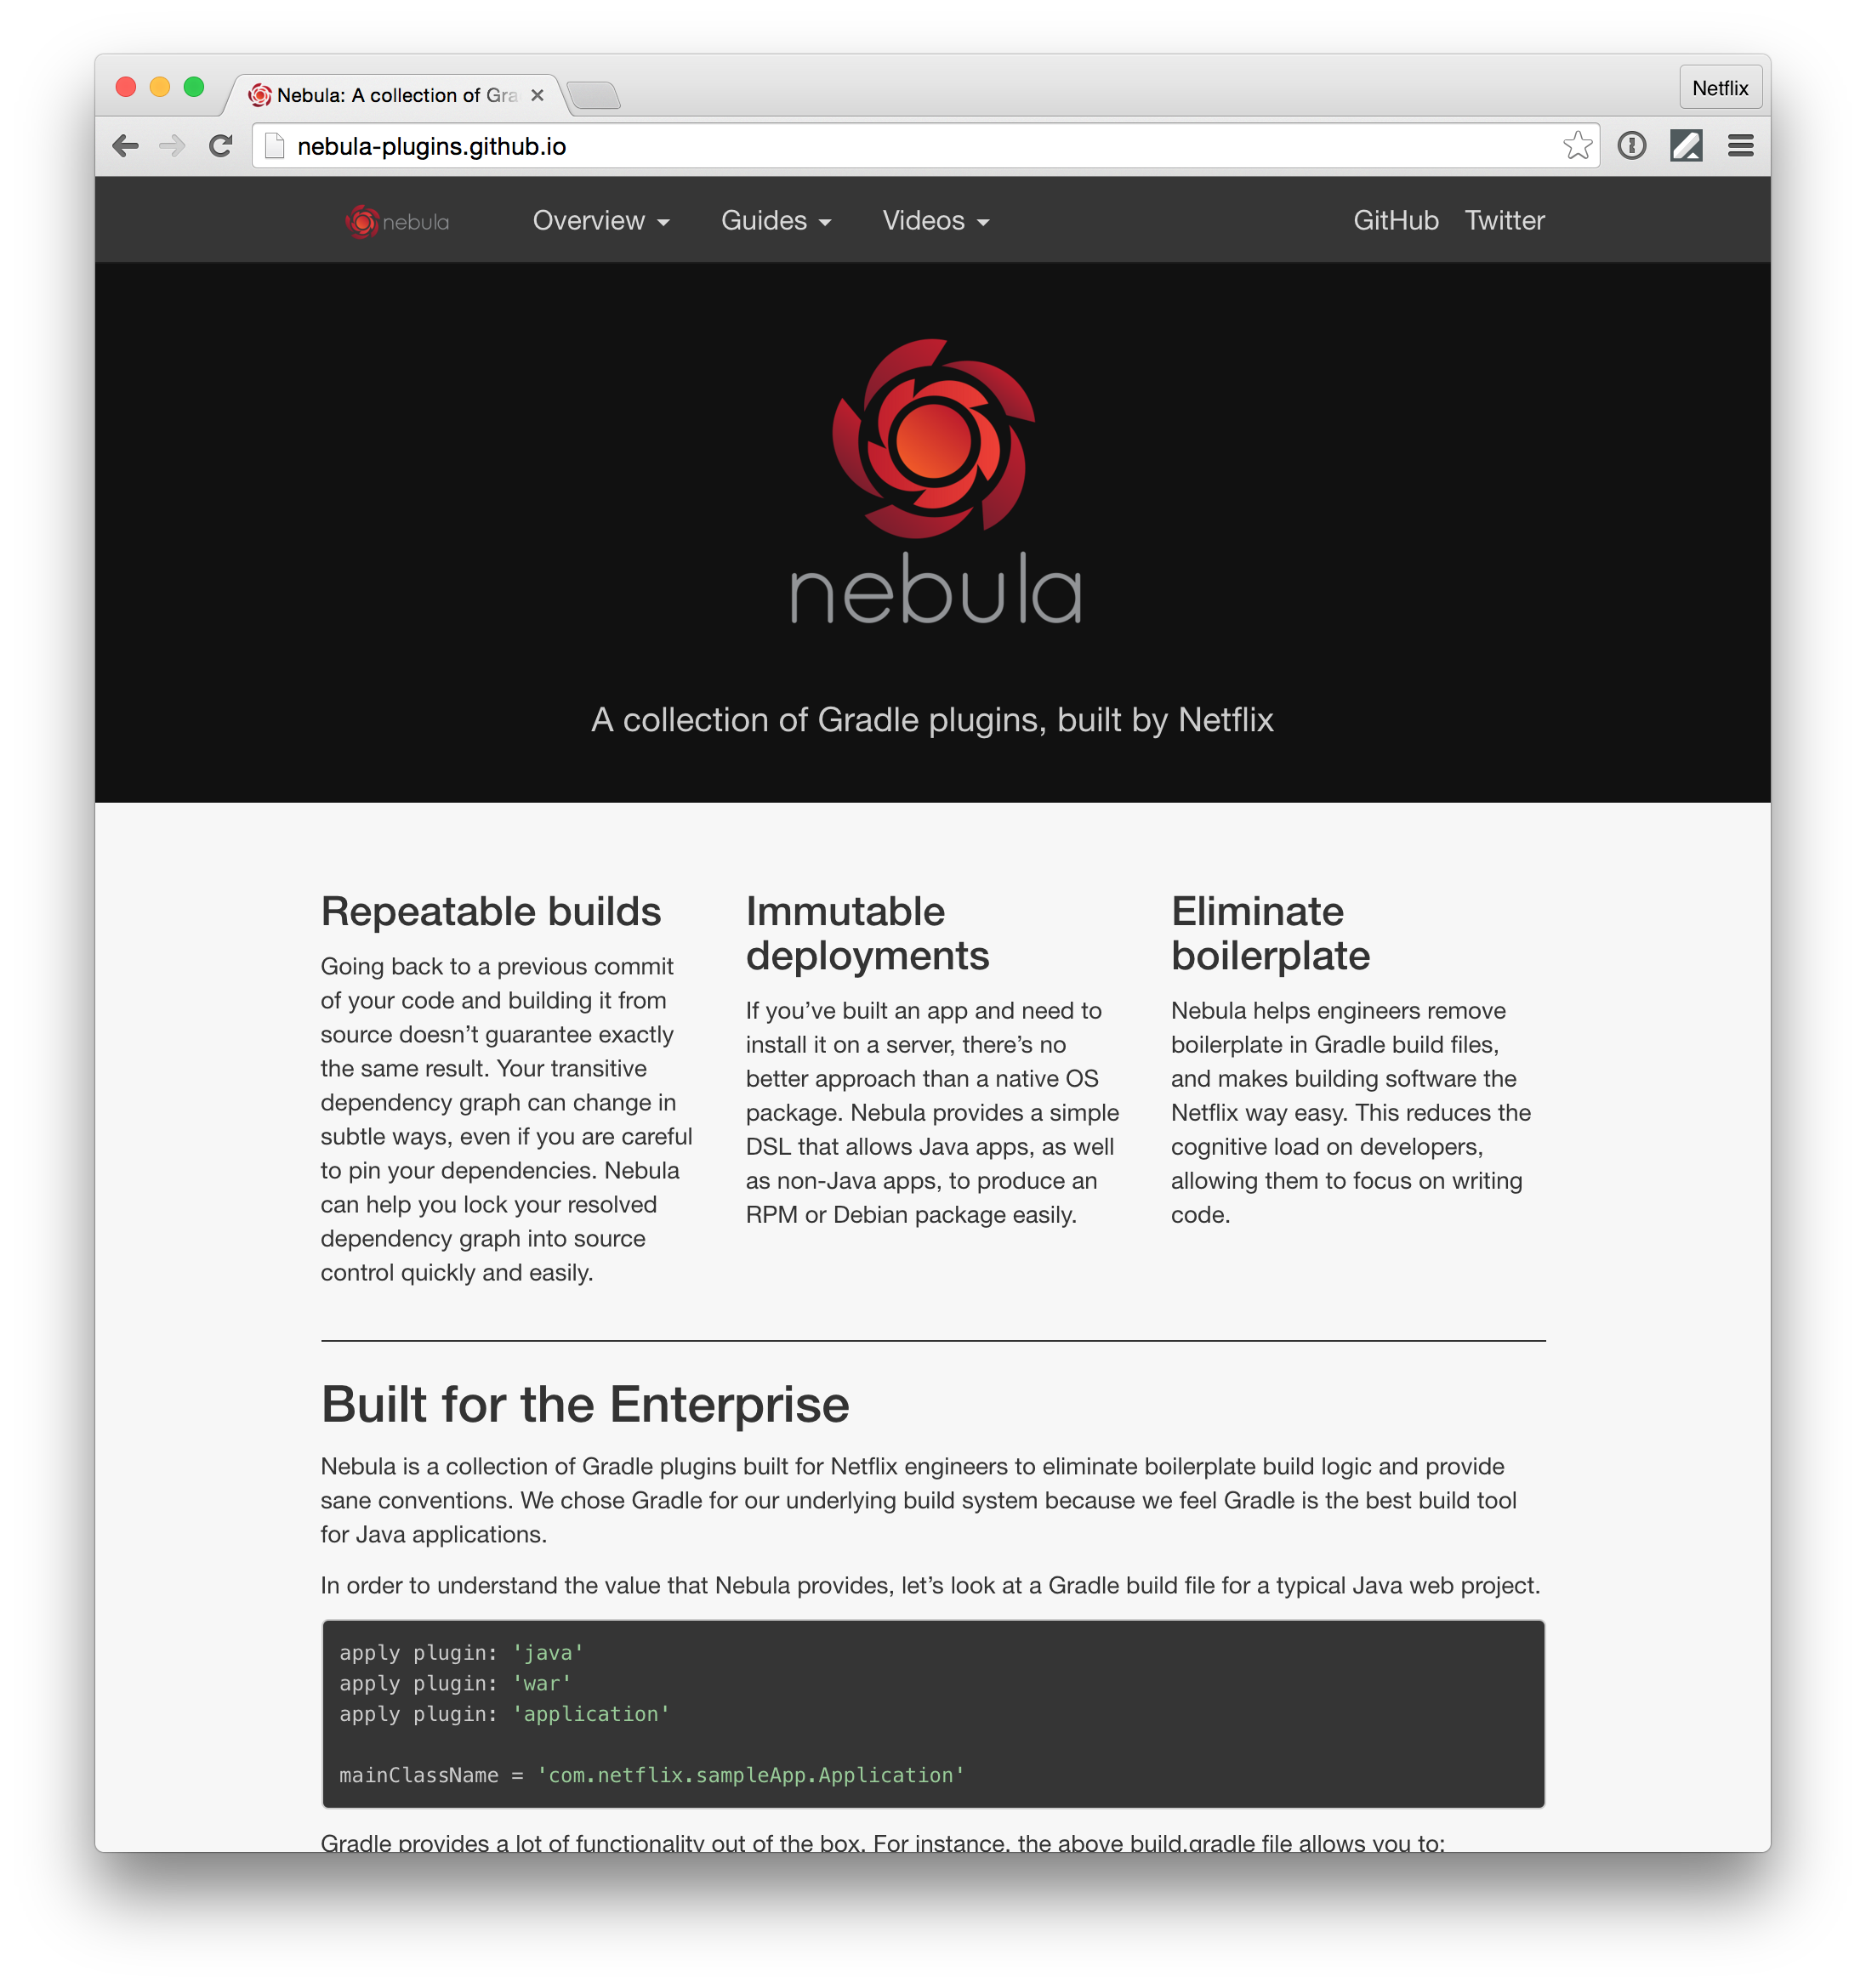 Nebula: A collection of Gra
Netflix
nebula-plugins.github.io
nebula
Overview
Guides
Videos
GitHub
Twitter
nebula
A collection of Gradle plugins, built by Netflix
Repeatable builds
Going back to a previous commit
of your code and building it from
source doesn’t guarantee exactly
the same result. Your transitive
dependency graph can change in
subtle ways, even if you are careful
to pin your dependencies. Nebula
can help you lock your resolved
dependency graph into source
control quickly and easily.
Immutable
deployments
If you’ve built an app and need to
install it on a server, there’s no
better approach than a native OS
package. Nebula provides a simple
DSL that allows Java apps, as well
as non-Java apps, to produce an
RPM or Debian package easily.
Eliminate
boilerplate
Nebula helps engineers remove
boilerplate in Gradle build files,
and makes building software the
Netflix way easy. This reduces the
cognitive load on developers,
allowing them to focus on writing
code.
Built for the Enterprise
Nebula is a collection of Gradle plugins built for Netflix engineers to eliminate boilerplate build logic and provide
sane conventions. We chose Gradle for our underlying build system because we feel Gradle is the best build tool
for Java applications.
In order to understand the value that Nebula provides, let’s look at a Gradle build file for a typical Java web project.
apply plugin: 'java'
apply plugin: 'war'
apply plugin: 'application'
mainClassName = 'com.netflix.sampleApp.Application'
Gradle provides a lot of functionality out of the box. For instance, the above build.gradle file allows you to: